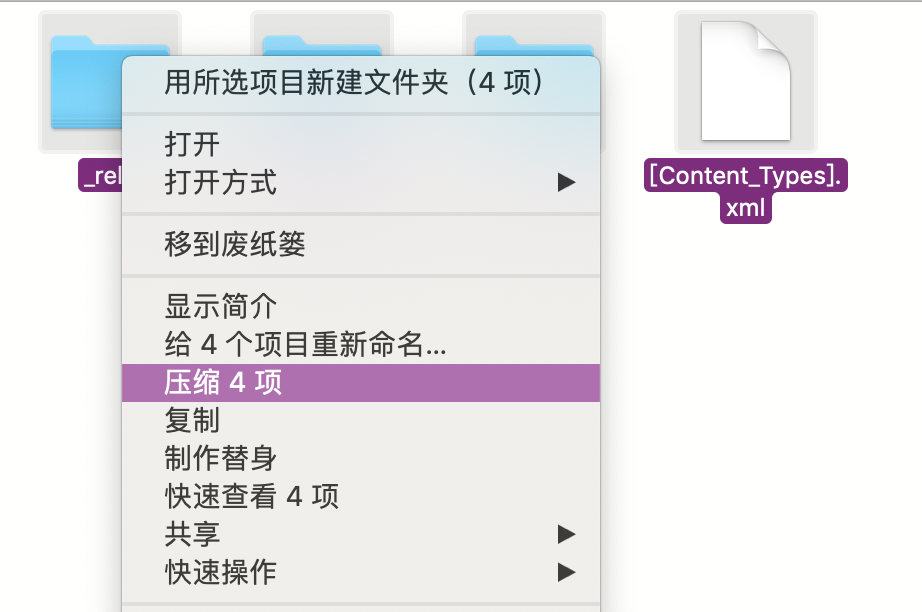 用所选项目新建文件夹（4 项）
打开
打开方式
_rel
[Content_Types].
xml
移到废纸篓
显示简介
给 4 个项目重新命名...
压缩 4 项
复制
制作替身
快速查看 4 项
共享
快速操作